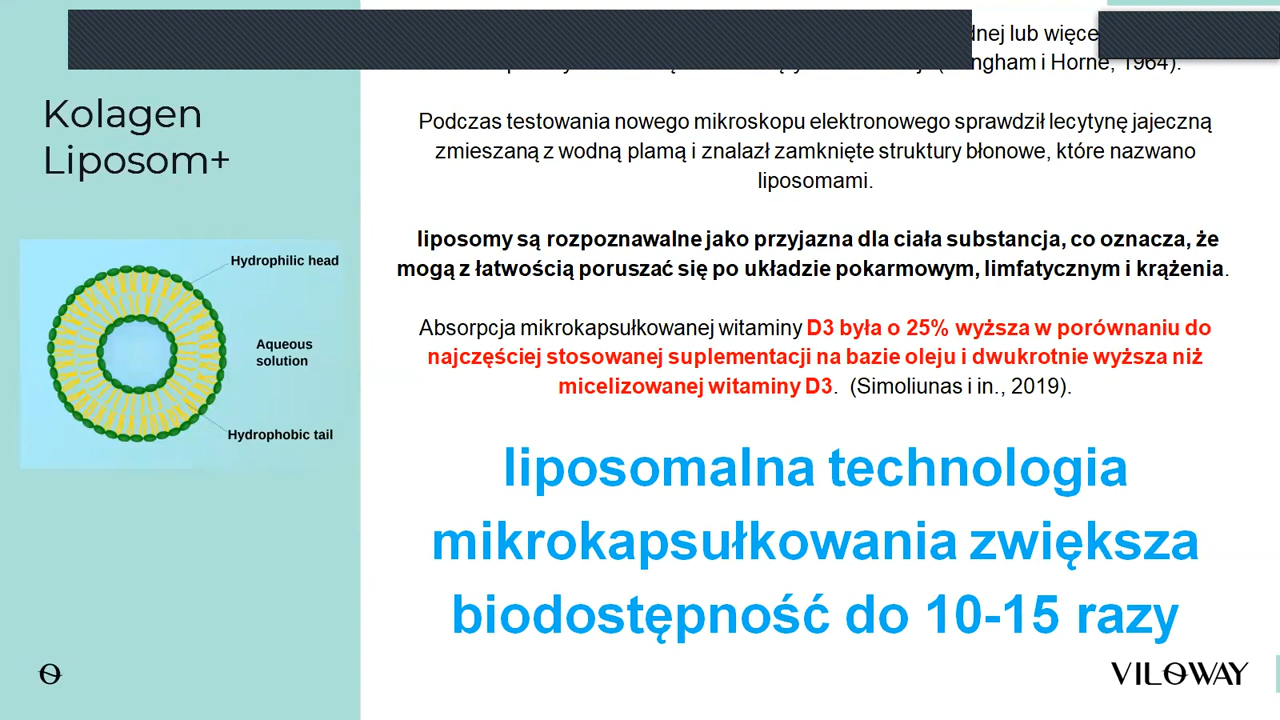 Kolagen
Liposom+
Hydrophilic head
Aqueous
solution
Hydrophobic tail
lub więce
i Horne, 1964).
Podczas testowania nowego mikroskopu elektronowego sprawdził lecytynę jajeczną
zmieszaną z wodną plamą i znalazł zamknięte struktury błonowe, które nazwano
liposomami.
liposomy są rozpoznawalne jako przyjazna dla ciała substancja, co oznacza, że
mogą z łatwością poruszać się po układzie pokarmowym, limfatycznym i krążenia.
Absorpcja mikrokapsułkowanej witaminy D3 była o 25% wyższa w porównaniu do
najczęściej stosowanej suplementacji na bazie oleju i dwukrotnie wyższa niż
micelizowanej witaminy D3. (Simoliunas i in., 2019).
liposomalna technologia
mikrokapsułkowania zwiększa
biodostępność do 10-15 razy
VILOWAY